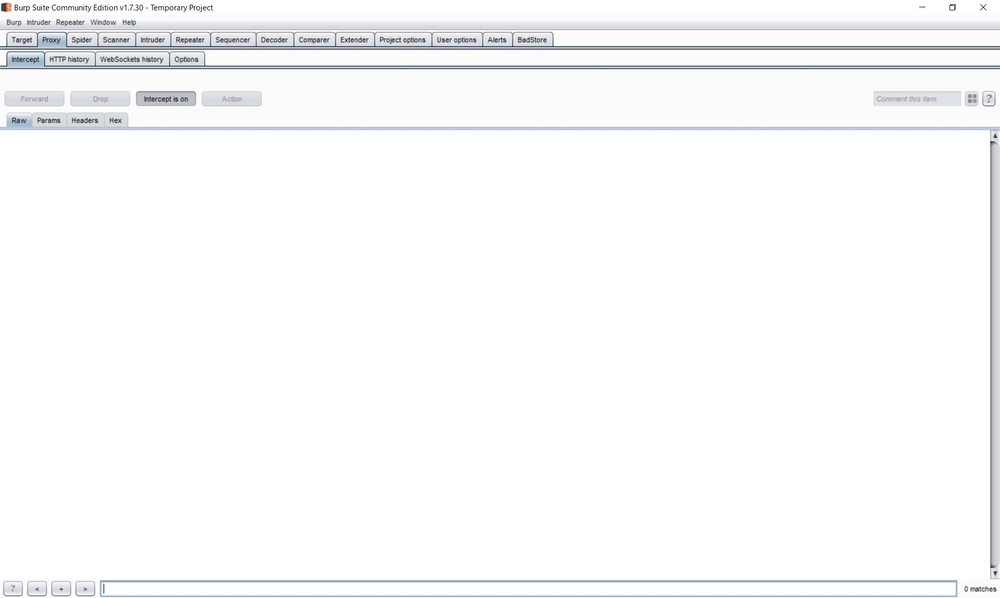 Burp Suite Community Edition v1.7.30 - Temporary Project
Burp Intruder Repeater Window Help
Target Proxy Spider Scanner Intruder Repeater Sequencer Decoder Comparer Extender Project options User options Alerts BadStore
Intercept HTTP history WebSockets history Options
Forward Drop Intercept is on Action Comment this item ?
Raw Params Headers Hex
? < + > 0 matches